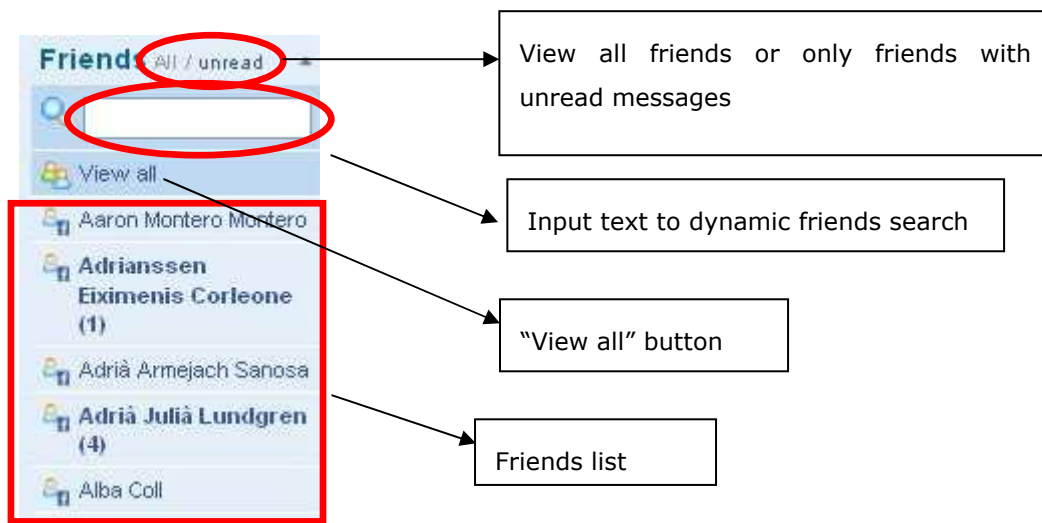 Friends All / unread
View all
Aaron Montero Montero
Adrianssen
Eiximenis Corleone
(1)
Adrià Armejach Sanosa
Adrià Julià Lundgren
(4)
Alba Coll
View all friends or only friends with
unread messages
Input text to dynamic friends search
“View all” button
Friends list